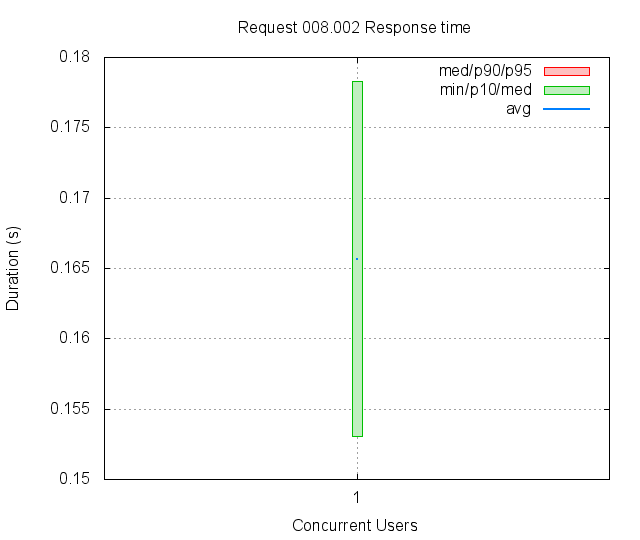 Request 008.002 Response time
0.18
0.175
0.17
0.165
0.16
0.155
0.15
Duration (s)
med/p90/p95
min/p10/med
avg
1
Concurrent Users